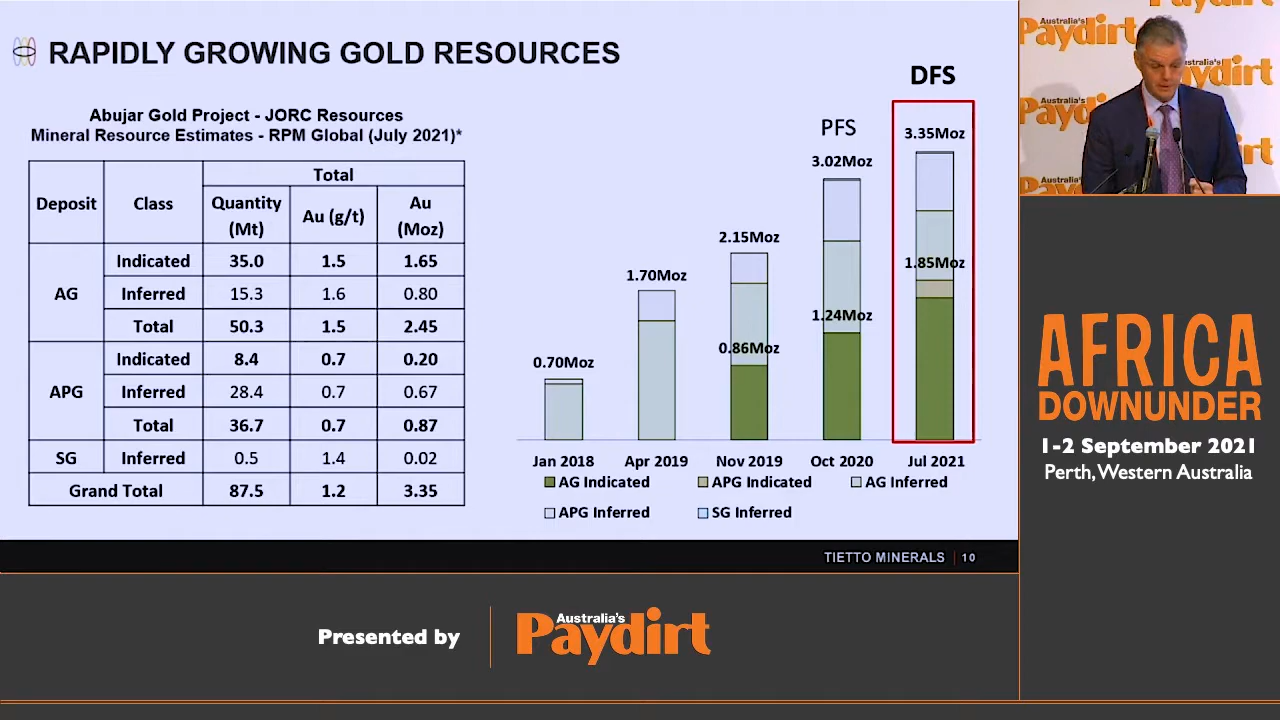 RAPIDLY GROWING GOLD RESOURCES
Abujar Gold Project - JORC Resources
Mineral Resource Estimates - RPM Global (July 2021)*
Deposit Class Total
Quantity (Mt) Au (g/t) Au (Moz)
AG Indicated 35.0 1.5 1.65
Inferred 15.3 1.6 0.80
Total 50.3 1.5 2.45
APG Indicated 8.4 0.7 0.20
Inferred 28.4 0.7 0.67
Total 36.7 0.7 0.87
SG Inferred 0.5 1.4 0.02
Grand Total 87.5 1.2 3.35
DFS
PFS
3.35Moz
3.02Moz
2.15Moz
1.70Moz
1.85Moz
1.24Moz
0.86Moz
0.70Moz
Jan 2018 Apr 2019 Nov 2019 Oct 2020 Jul 2021
AG Indicated APG Indicated AG Inferred
APG Inferred SG Inferred
TIETTO MINERALS | 10
Australia's
Paydirt
Australia's
Paydirt
AFRICA
DOWNUNDER
1-2 September 2021
Perth, Western Australia
Presented by
Australia's
Paydirt